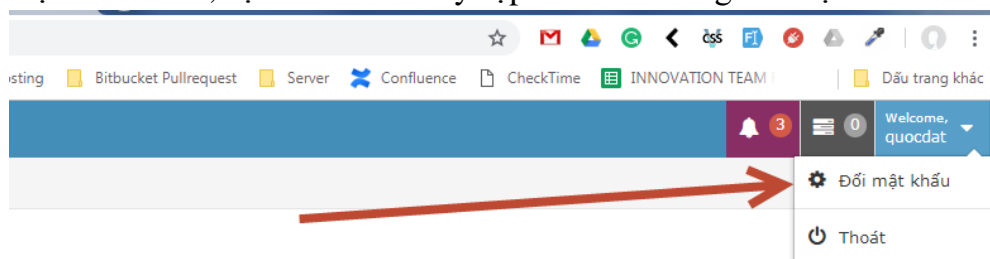 osting Bitbucket Pullrequest Server Confluence CheckTime INNOVATION TEAM Dấu trang khác
3 0 Welcome,
quocdat
Đổi mật khẩu
Thoát